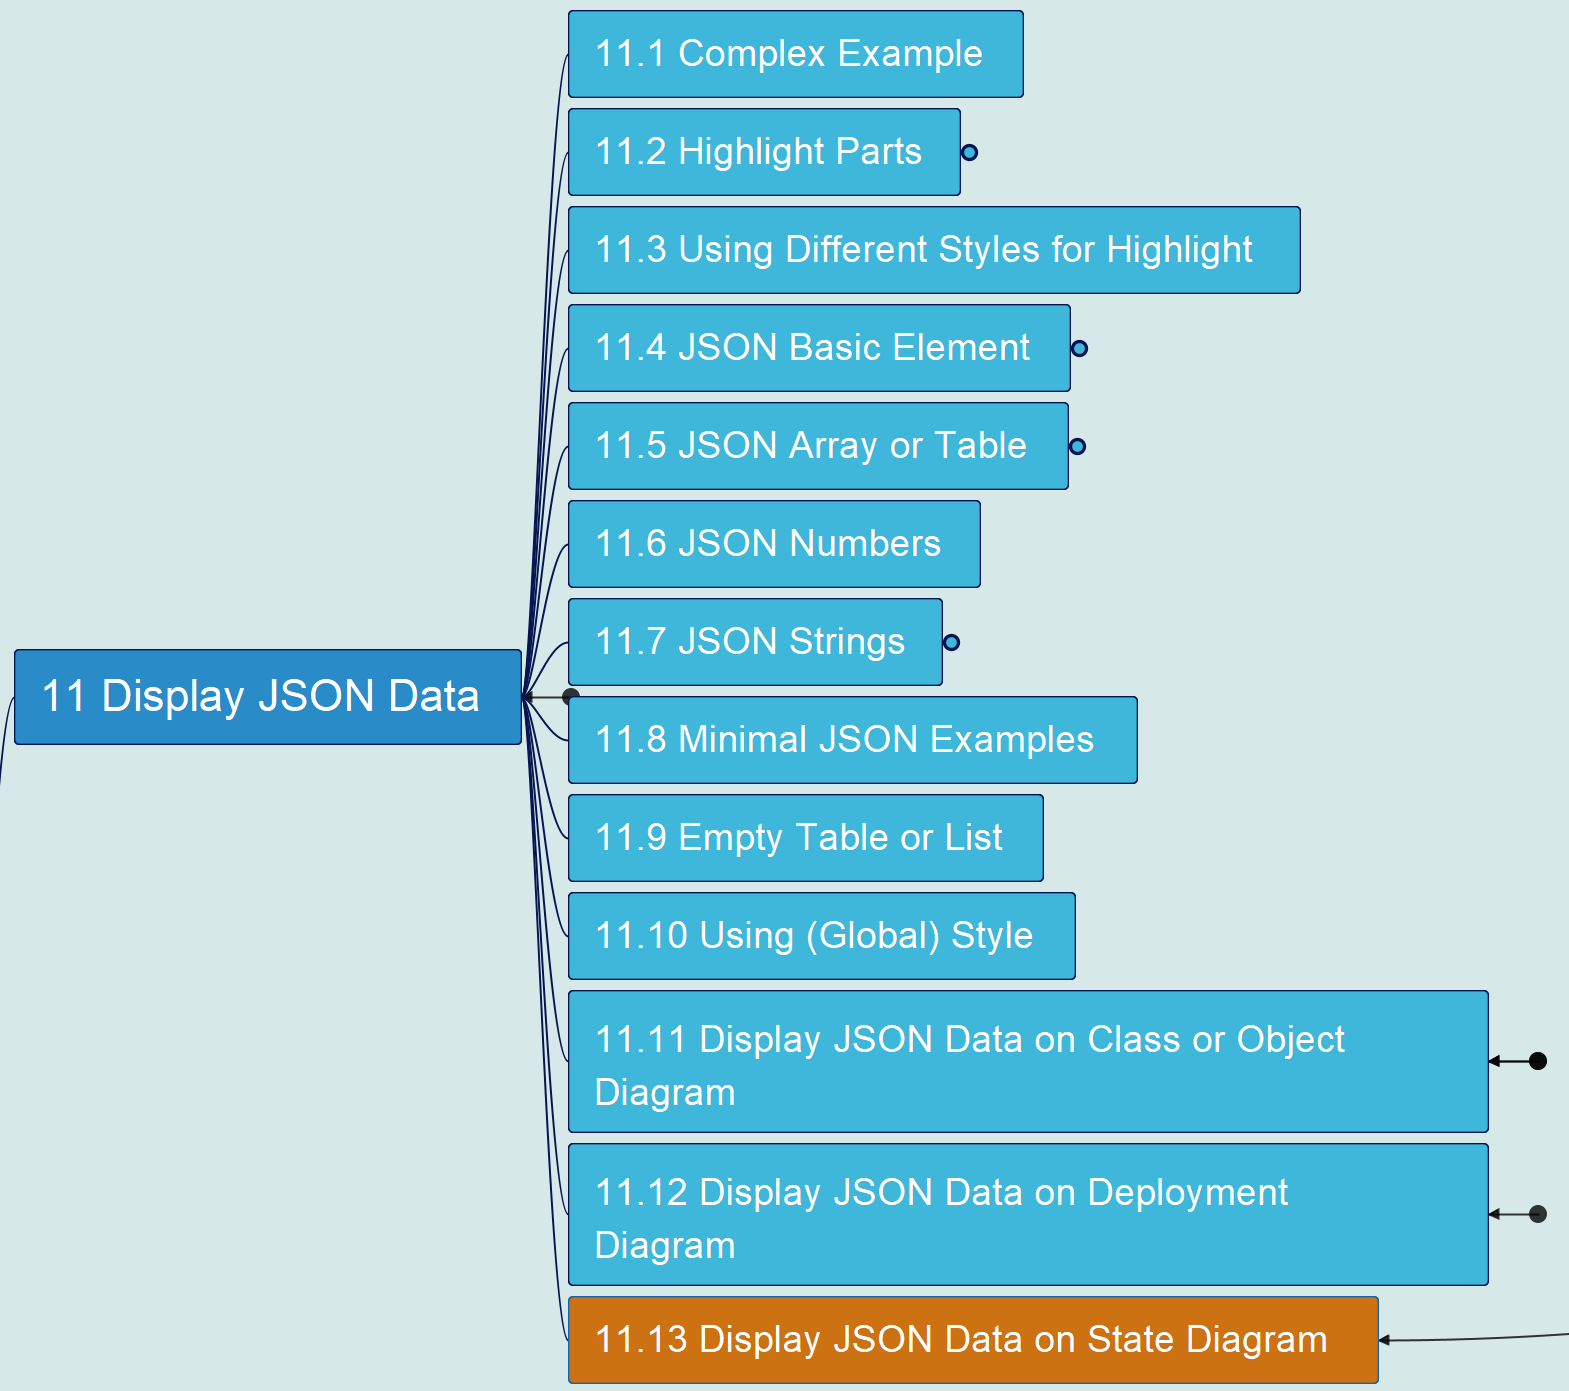 11.1 Complex Example
11.2 Highlight Parts
11.3 Using Different Styles for Highlight
11.4 JSON Basic Element
11.5 JSON Array or Table
11.6 JSON Numbers
11.7 JSON Strings
11 Display JSON Data
11.8 Minimal JSON Examples
11.9 Empty Table or List
11.10 Using (Global) Style
11.11 Display JSON Data on Class or Object
Diagram
11.12 Display JSON Data on Deployment
Diagram
11.13 Display JSON Data on State Diagram